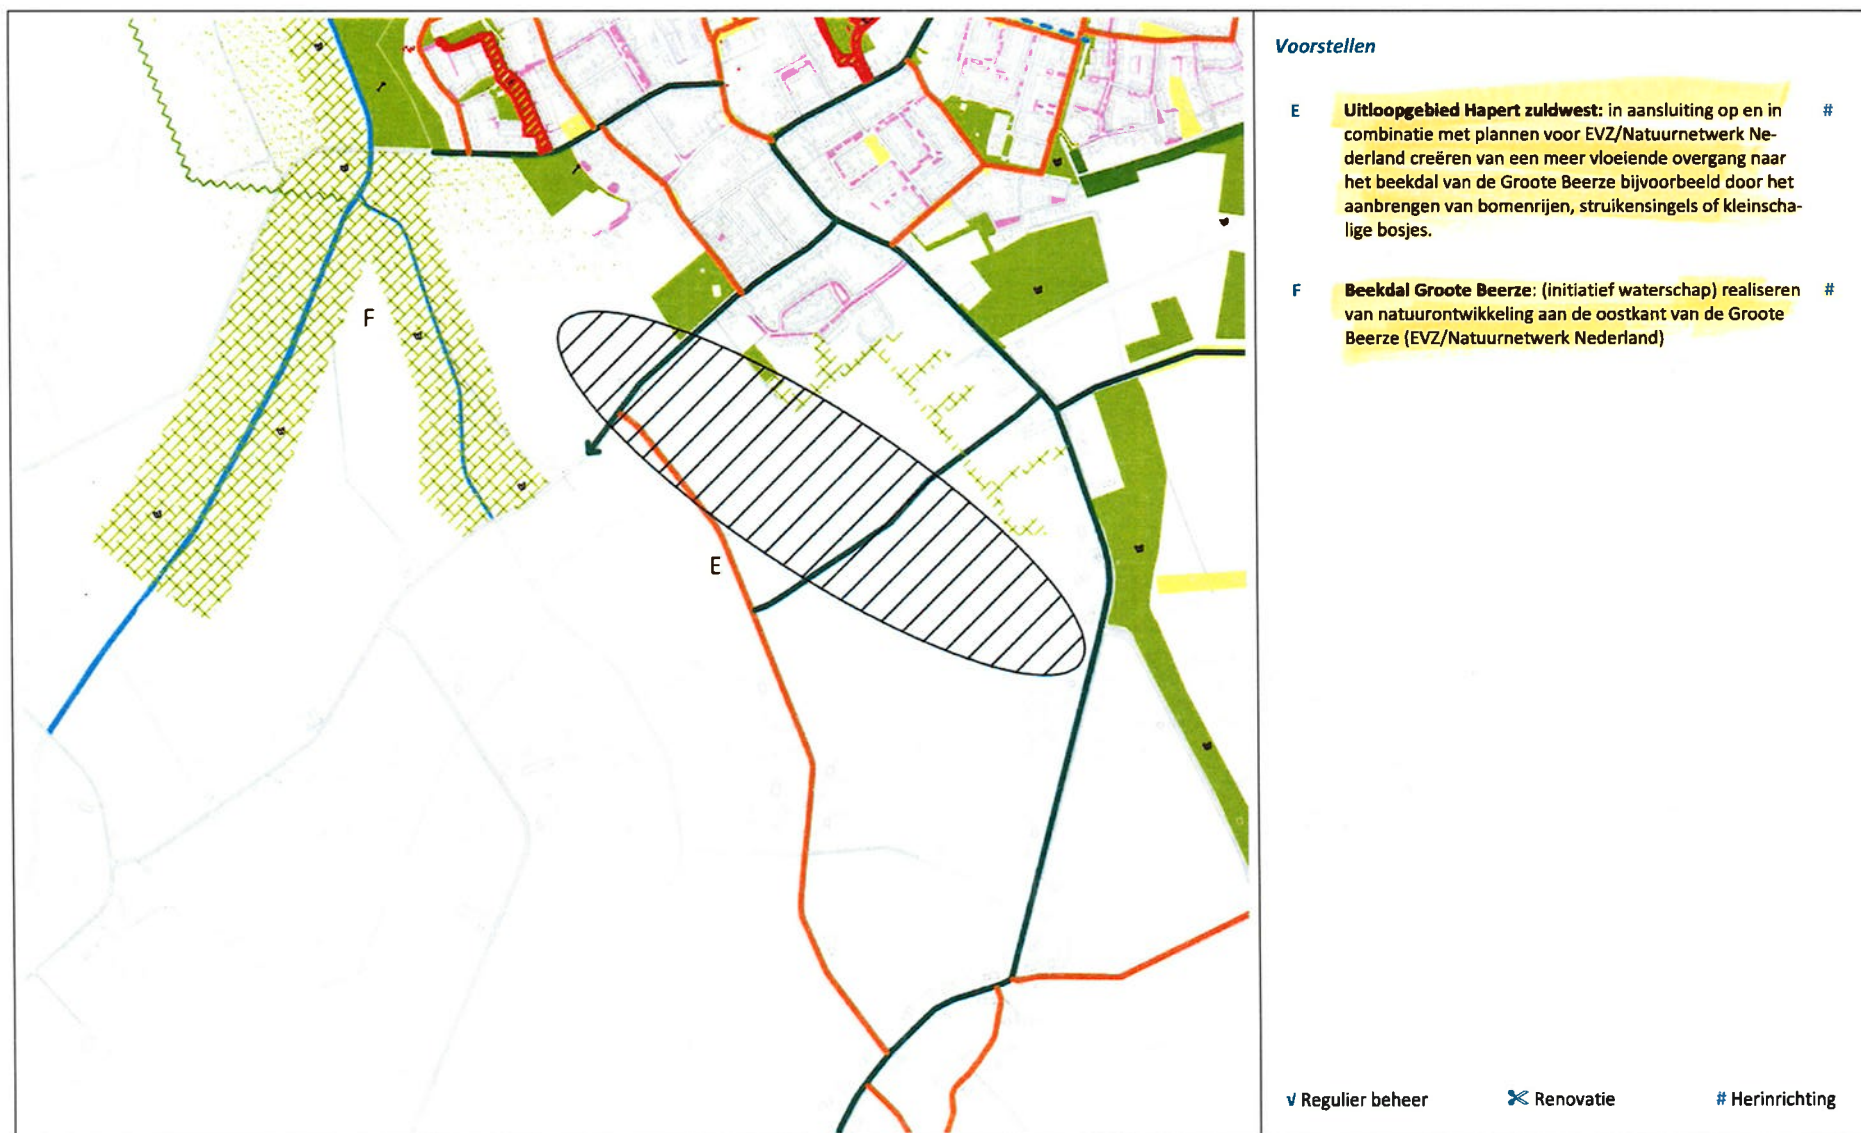 Voorstellen
E Uitloopgebied Hapert zuidwest: in aansluiting op en in #
combinatie met plannen voor EVZ/Natuurnetwerk Ne-
derland creëren van een meer vloeiende overgang naar
het beekdal van de Groote Beerze bijvoorbeeld door het
aanbrengen van bomenrijen, struikensingels of kleinscha-
lige bosjes.
F Beekdal Groote Beerze: (initiatief waterschap) realiseren #
van natuurontwikkeling aan de oostkant van de Groote
Beerze (EVZ/Natuurnetwerk Nederland)
F
E
√ Regulier beheer
Renovatie
# Herinrichting